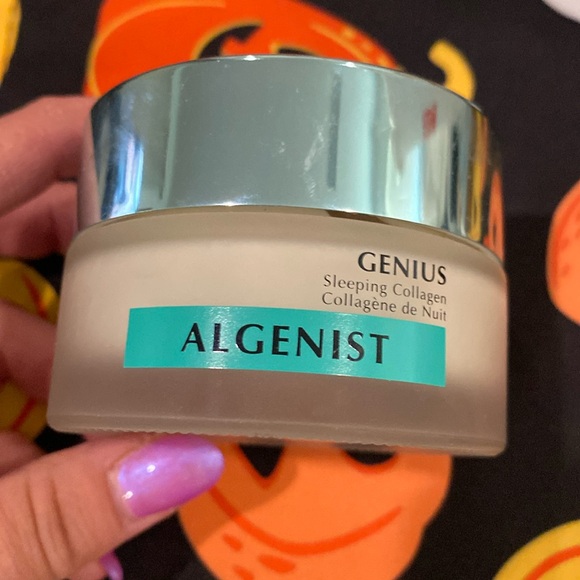 GENIUS
Sleeping Collagen
Collagène de Nuit
ALGENIST